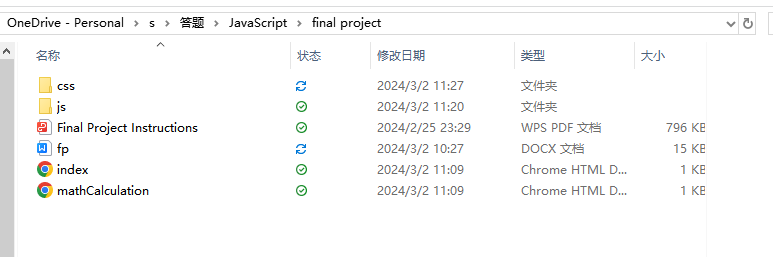 OneDrive - Personal › s › 答题 › JavaScript › final project
名称 状态 修改日期 类型 大小
css 2024/3/2 11:27 文件夹
js 2024/3/2 11:20 文件夹
Final Project Instructions 2024/2/25 23:29 WPS PDF 文档 796 KB
fp 2024/3/2 10:27 DOCX 文档 15 KB
index 2024/3/2 11:09 Chrome HTML D... 1 KB
mathCalculation 2024/3/2 11:09 Chrome HTML D... 1 KB